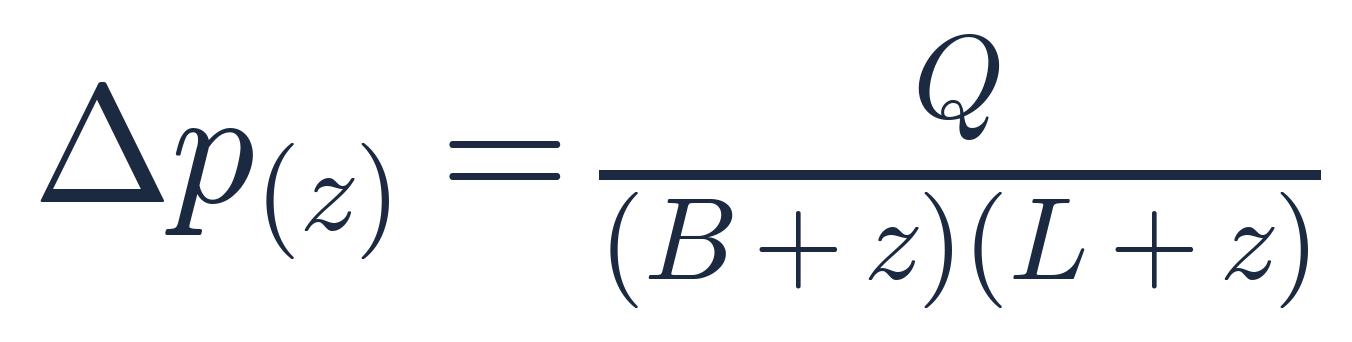 Δp₍z₎ = Q / (B + z)(L + z)